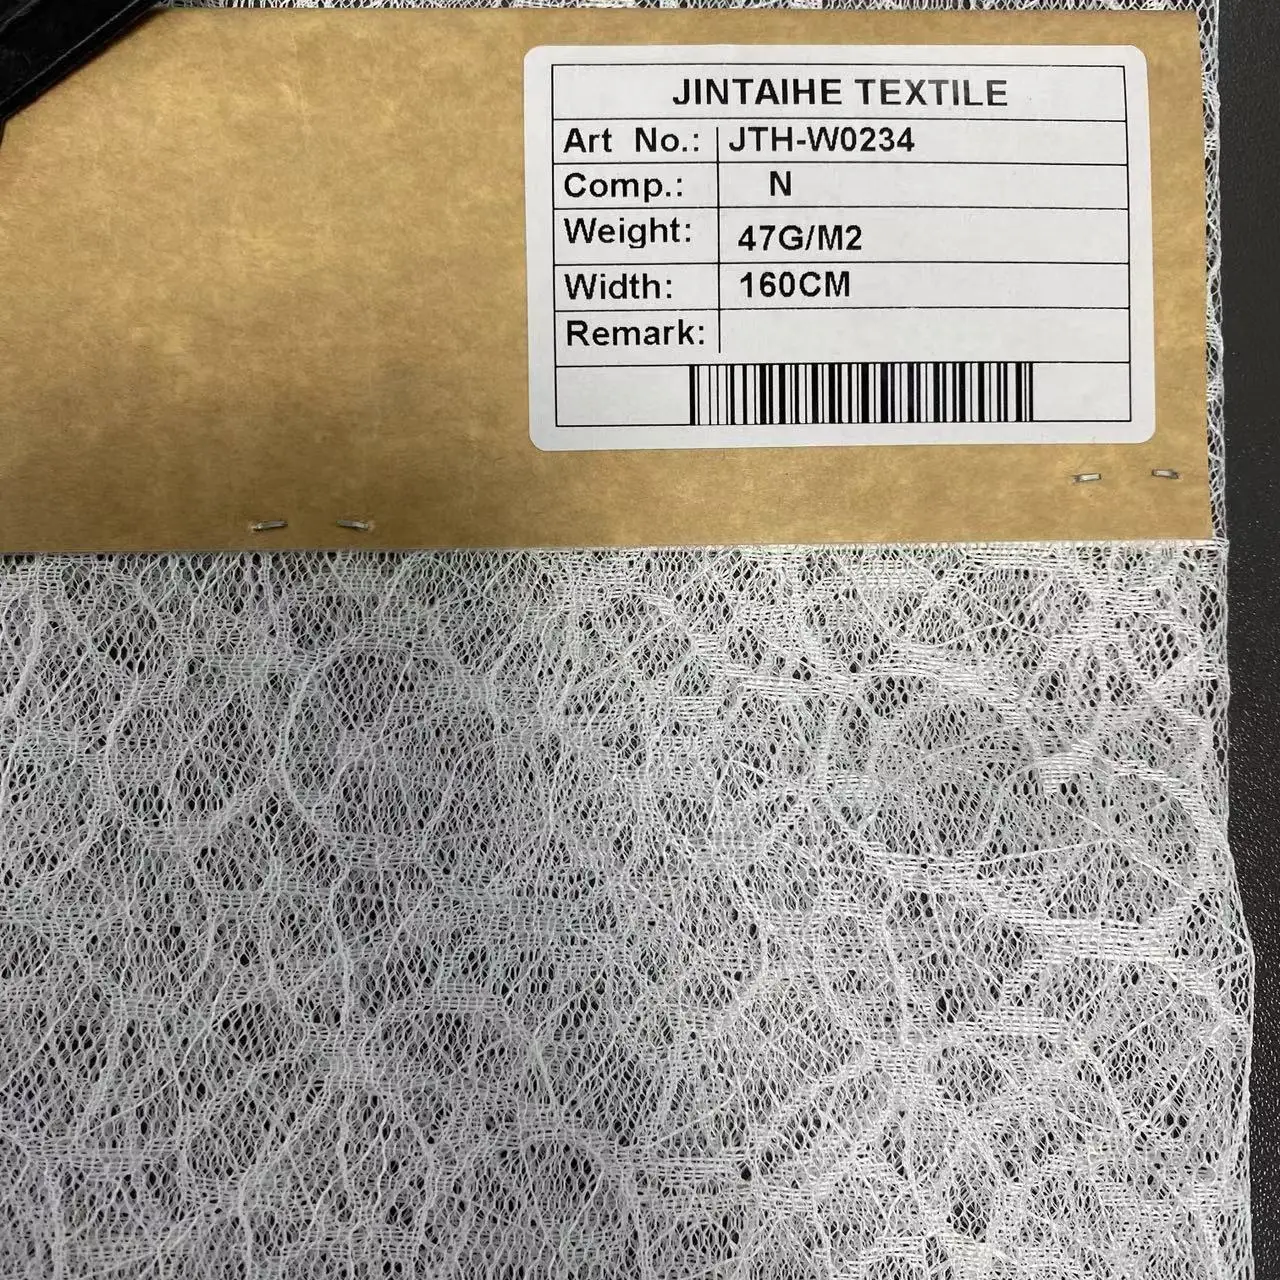 JINTAIHE TEXTILE
Art No.: JTH-W0234
Comp.: N
Weight: 47G/M2
Width: 160CM
Remark: